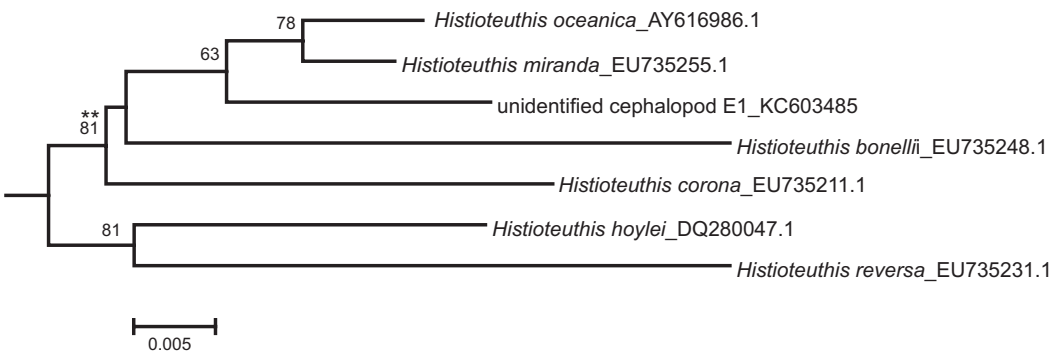 78
Histioteuthis oceanica_AY616986.1
63
Histioteuthis miranda_EU735255.1
unidentified cephalopod E1_KC603485
**
81
Histioteuthis bonellii_EU735248.1
Histioteuthis corona_EU735211.1
81
Histioteuthis hoylei_DQ280047.1
Histioteuthis reversa_EU735231.1
0.005